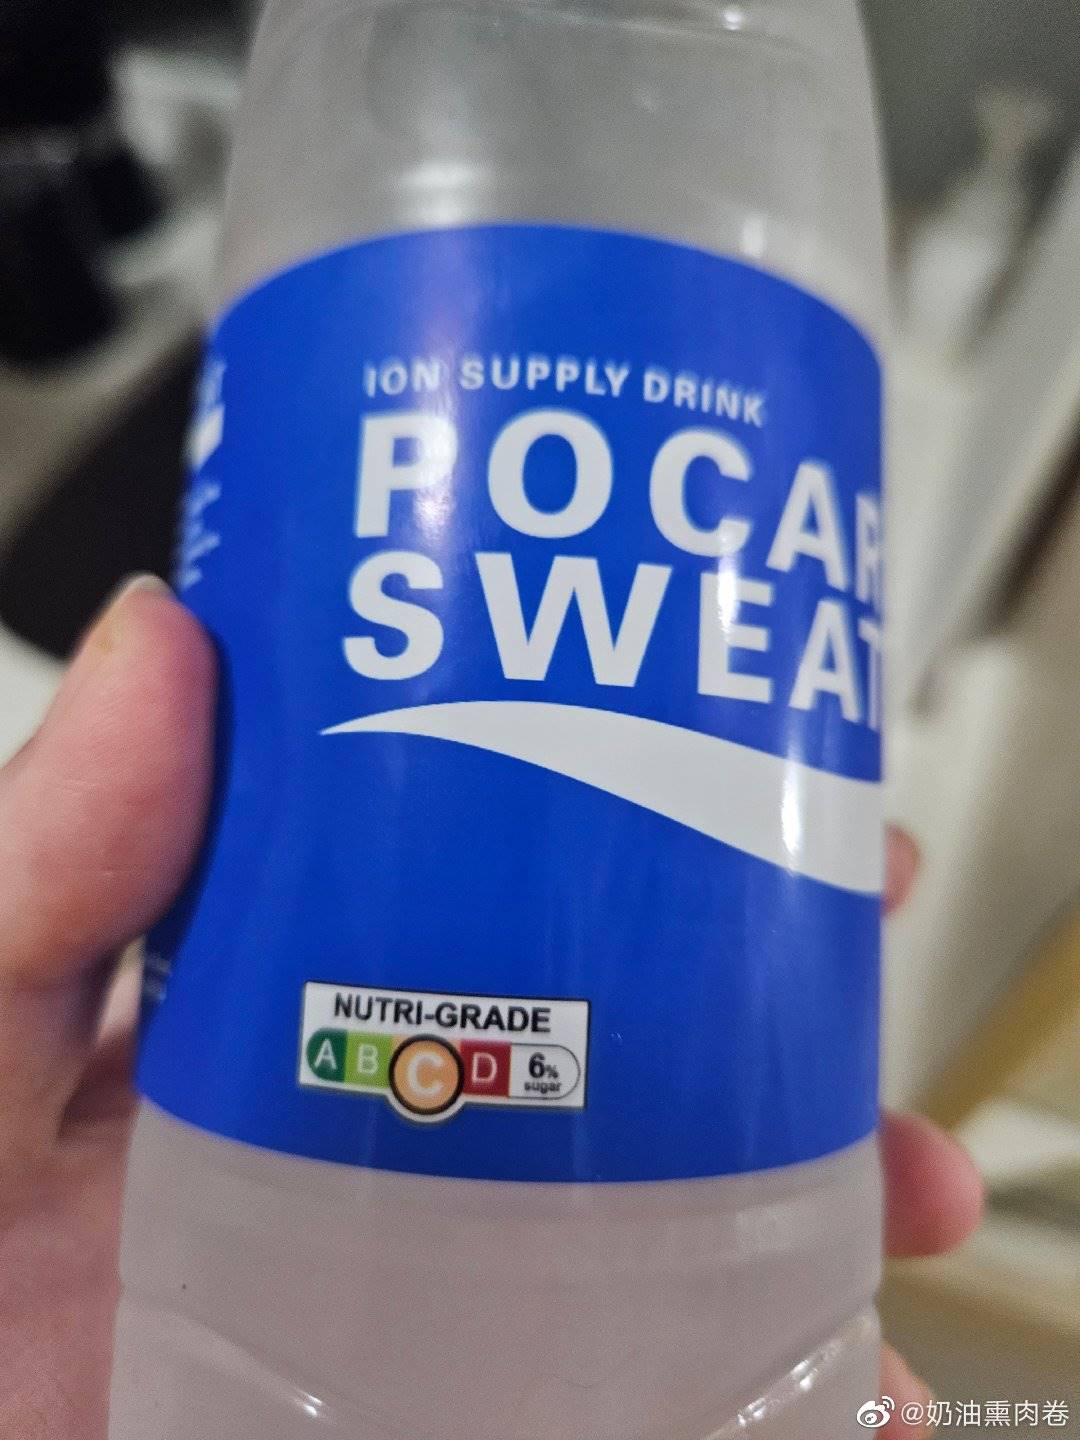 ION SUPPLY DRINK
POCAR
SWEAT
NUTRI-GRADE
A B C D 6% sugar
@奶油熏肉卷